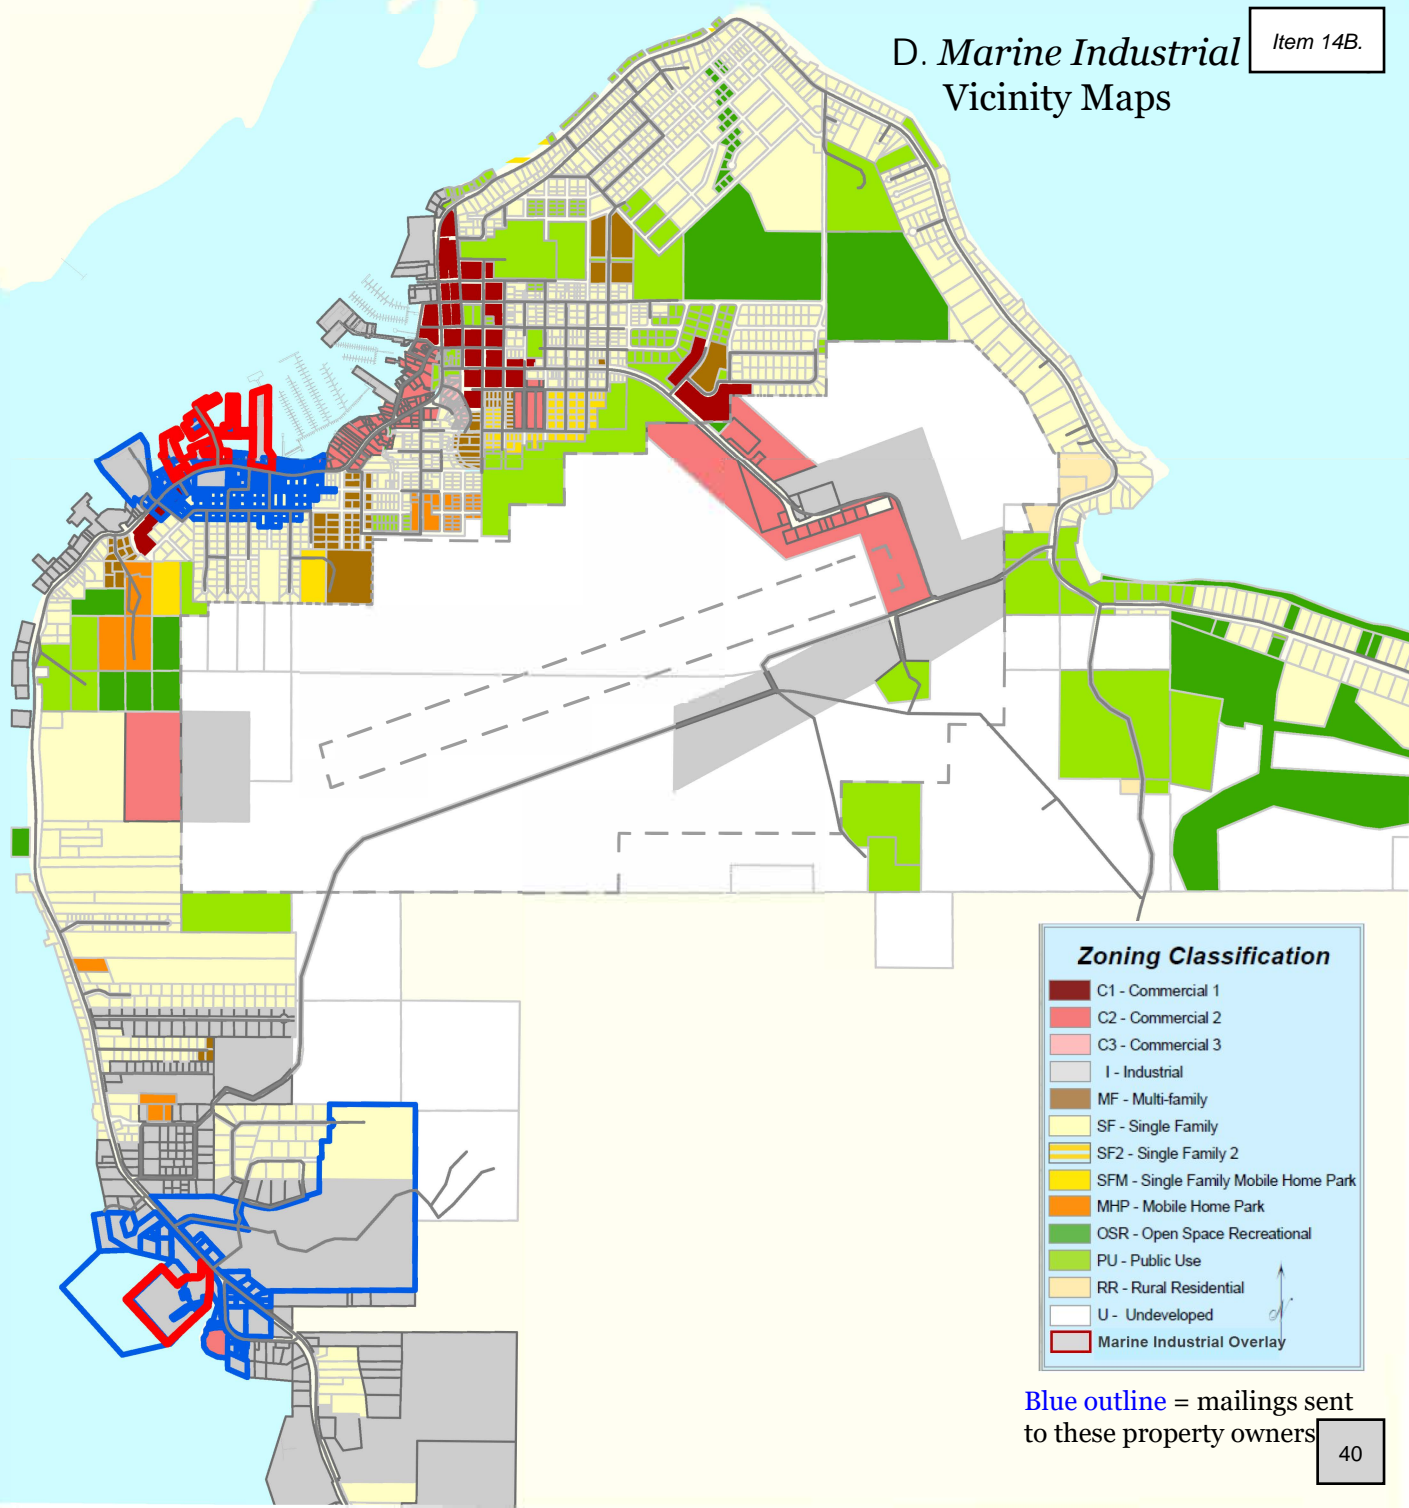 D. Marine Industrial
Vicinity Maps
Item 14B.
Zoning Classification
C1 - Commercial 1
C2 - Commercial 2
C3 - Commercial 3
I - Industrial
MF - Multi-family
SF - Single Family
SF2 - Single Family 2
SFM - Single Family Mobile Home Park
MHP - Mobile Home Park
OSR - Open Space Recreational
PU - Public Use
RR - Rural Residential
U - Undeveloped
Marine Industrial Overlay
N
Blue outline = mailings sent
to these property owners
40